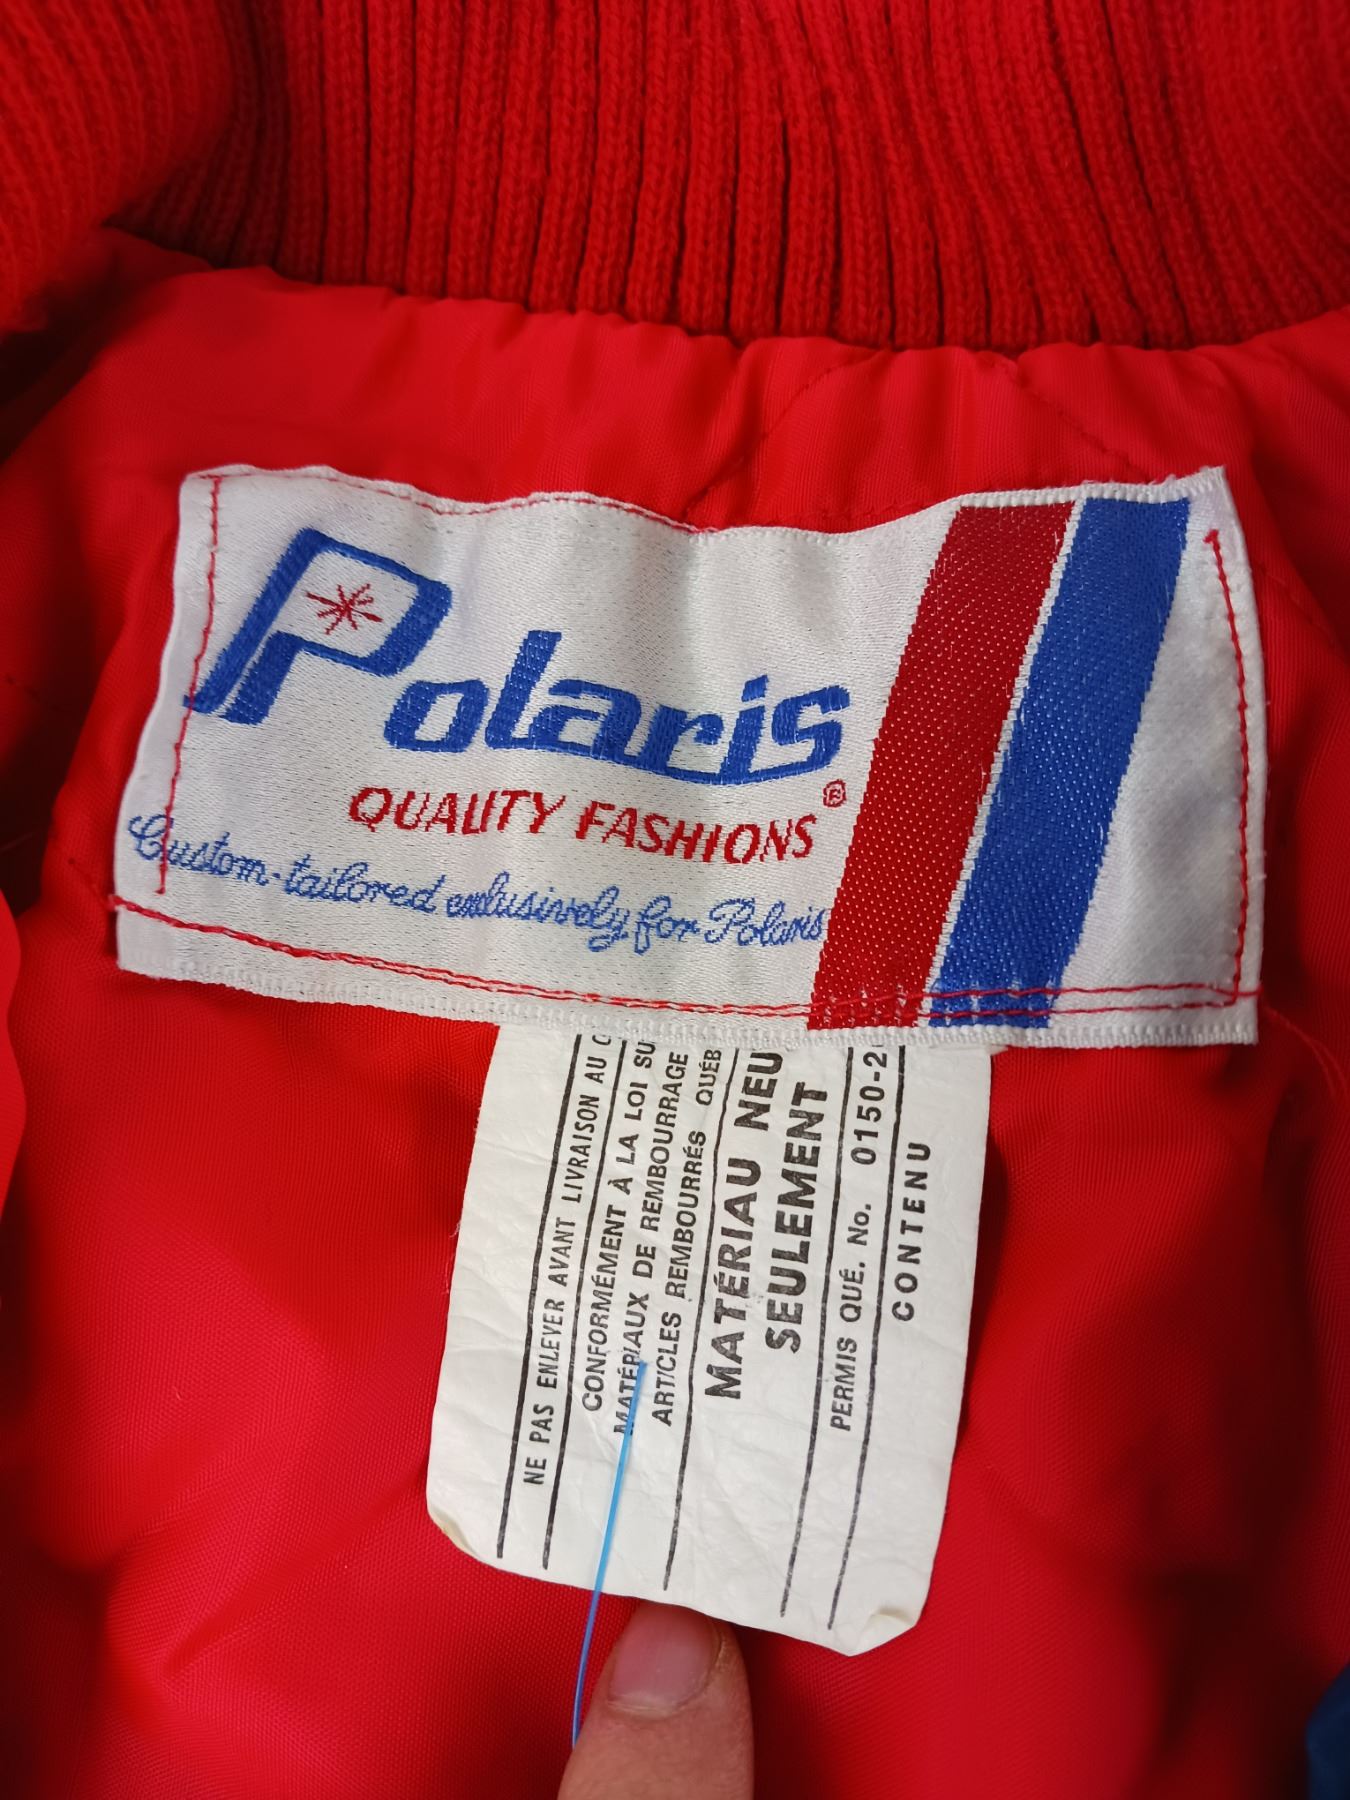 Polaris
QUALITY FASHIONS®
Custom-tailored exclusively for Polaris
NE PAS ENLEVER AVANT LIVRAISON AU
CONFORMÉMENT À LA LOI
MATÉRIAUX DE REMBOURRAGE
ARTICLES REMBOURRÉS QUÉB
MATÉRIAU NEU
SEULEMENT
PERMIS QUÉ. No. 0150-2
CONTENU